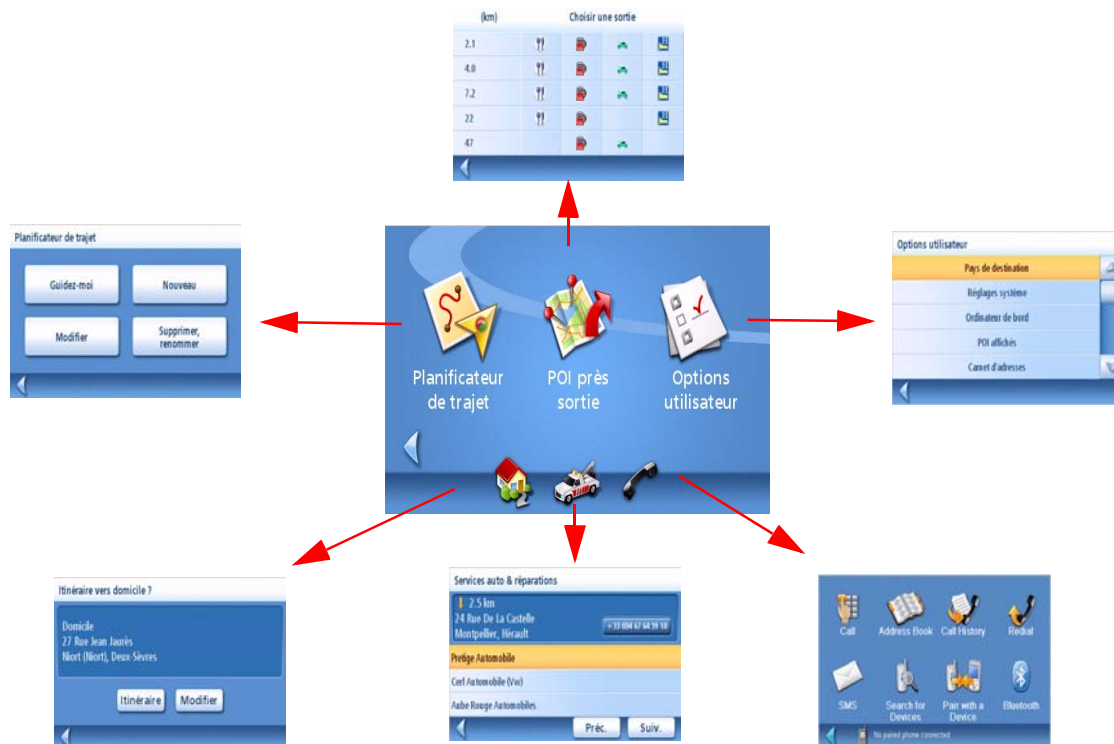 (km) Choisir une sortie
2.1
4.0
7.2
22
47
Planificateur de trajet
Guidez-moi Nouveau
Modifier Supprimer,
renommer
Planificateur
de trajet
POI près
sortie
Options
utilisateur
Options utilisateur
Pays de destination
Réglages système
Ordinateur de bord
POI affichés
Carnet d'adresses
Itinéraire vers domicile ?
Domicile
27 Rue Jean Jaurès
Niort (Niort), Deux-Sèvres
Itinéraire Modifier
Services auto & réparations
2.5 km
24 Rue De La Castelle
Montpellier, Hérault
Pretige Automobile
Cerf Automobile (Vw)
Aube Rouge Automobiles
Préc. Suiv.
Call Address Book Call History Redial
SMS Search for
Devices
Pair with a
Device
Bluetooth
No paired phone connected